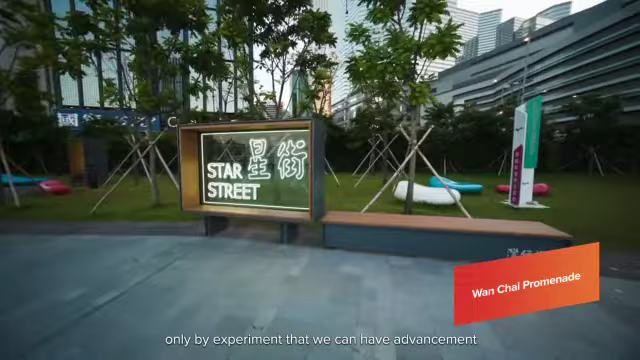 STAR 星街
STREET
Wan Chai Promenade
only by experiment that we can have advancement